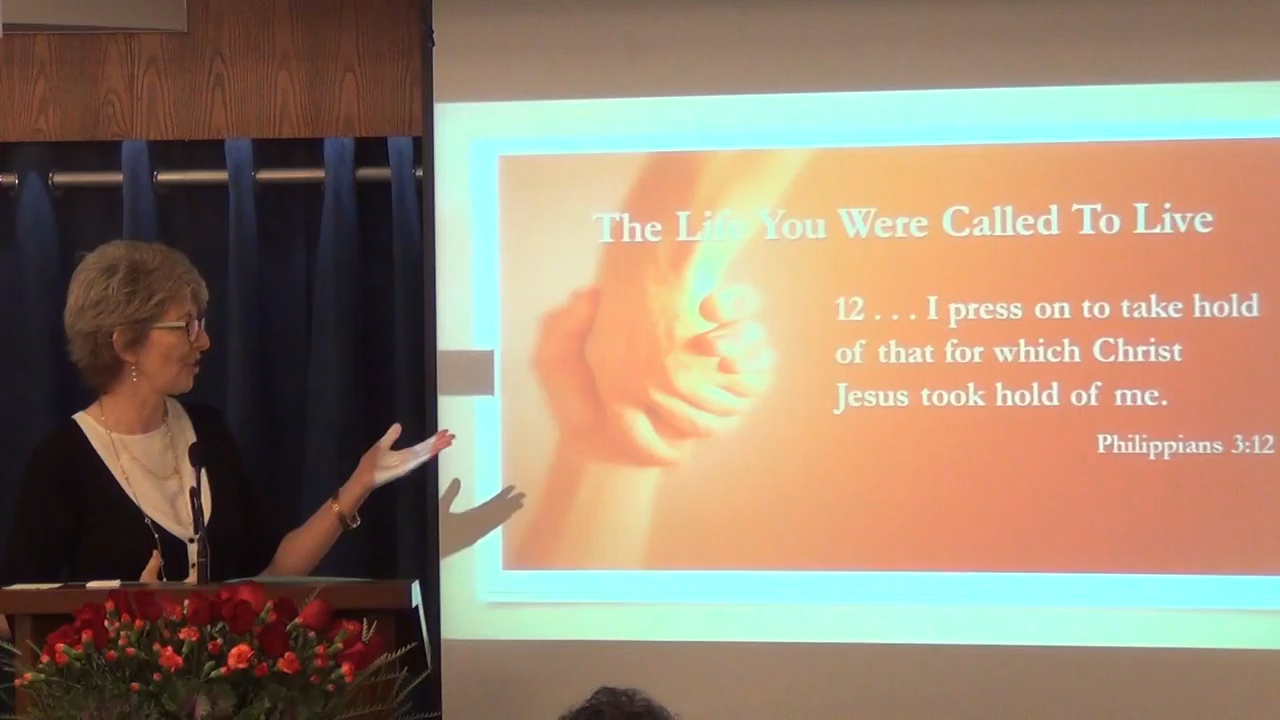 The Life You Were Called To Live
12 . . . I press on to take hold
of that for which Christ
Jesus took hold of me.
Philippians 3:12